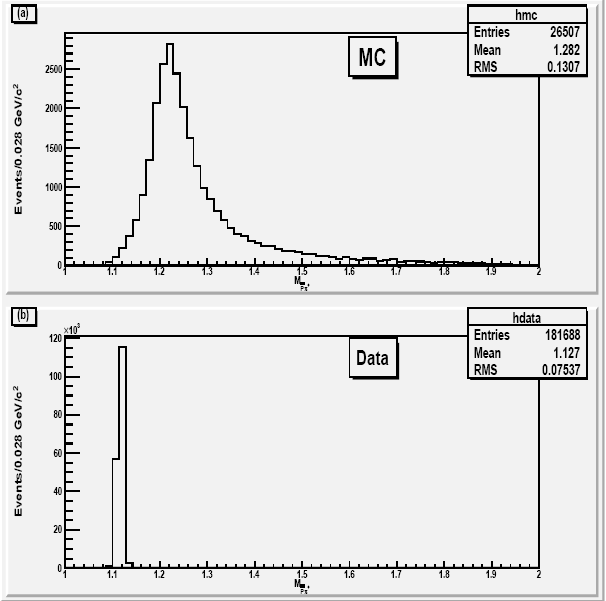 (a)
hmc
Entries 26507
Mean 1.282
RMS 0.1307
MC
Events/0.028 GeV/c²
2500
2000
1500
1000
500
0
1 1.1 1.2 1.3 1.4 1.5 1.6 1.7 1.8 1.9 2
(b)
hdata
Entries 181688
Mean 1.127
RMS 0.07537
Data
×10³
Events/0.028 GeV/c²
120
100
80
60
40
20
0
1 1.1 1.2 1.3 1.4 1.5 1.6 1.7 1.8 1.9 2